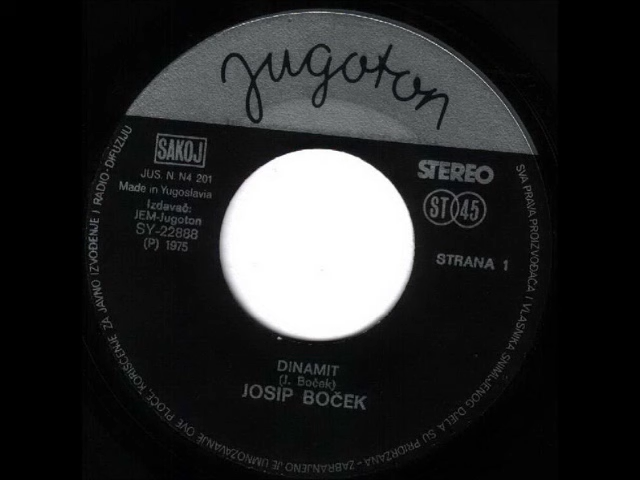 jugoton
SAKOJ
JUS. N. N4 201
Made in Yugoslavia
Izdavač:
JEM-Jugoton
SY-22888
(P) 1975
STEREO
ST 45
STRANA 1
DINAMIT
(J. Boček)
JOSIP BOČEK
SVA PRAVA PROIZVOĐAČA I VLASNIKA SNIMLJENOG DJELA SU PRIDRŽANA - ZABRANJENO JE UMNOŽAVANJE OVE PLOČE, KORIŠĆENJE ZA JAVNO IZVOĐENJE I RADIO-DIFUZIJU